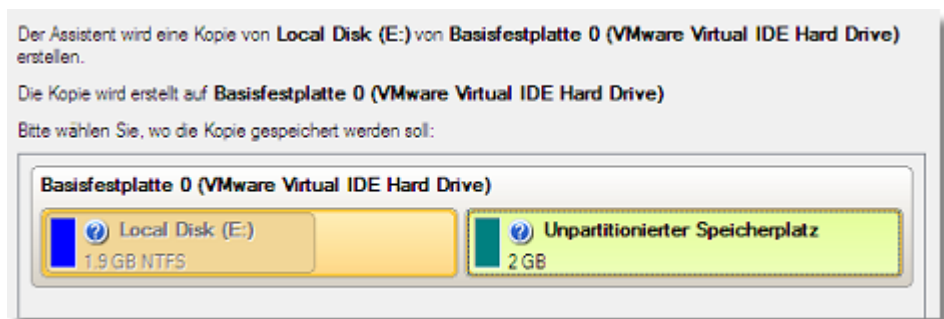 Der Assistent wird eine Kopie von Local Disk (E:) von Basisfestplatte 0 (VMware Virtual IDE Hard Drive)
erstellen.
Die Kopie wird erstellt auf Basisfestplatte 0 (VMware Virtual IDE Hard Drive)
Bitte wählen Sie, wo die Kopie gespeichert werden soll:
Basisfestplatte 0 (VMware Virtual IDE Hard Drive)
Local Disk (E:)
1.9 GB NTFS
Unpartitionierter Speicherplatz
2 GB